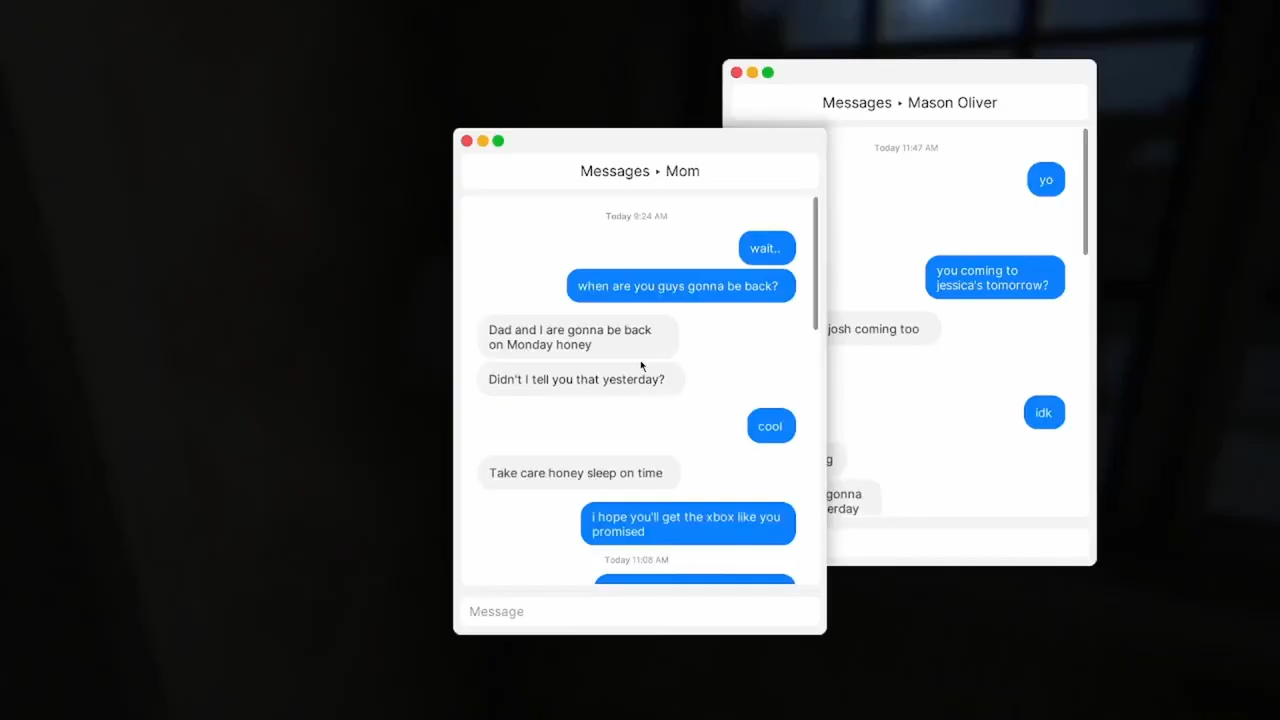 Messages ‣ Mason Oliver
Today 11:47 AM
yo
you coming to
jessica's tomorrow?
josh coming too
idk
g
gonna
erday
Messages ‣ Mom
Today 9:24 AM
wait..
when are you guys gonna be back?
Dad and I are gonna be back
on Monday honey
Didn't I tell you that yesterday?
cool
Take care honey sleep on time
i hope you'll get the xbox like you
promised
Today 11:08 AM
Message